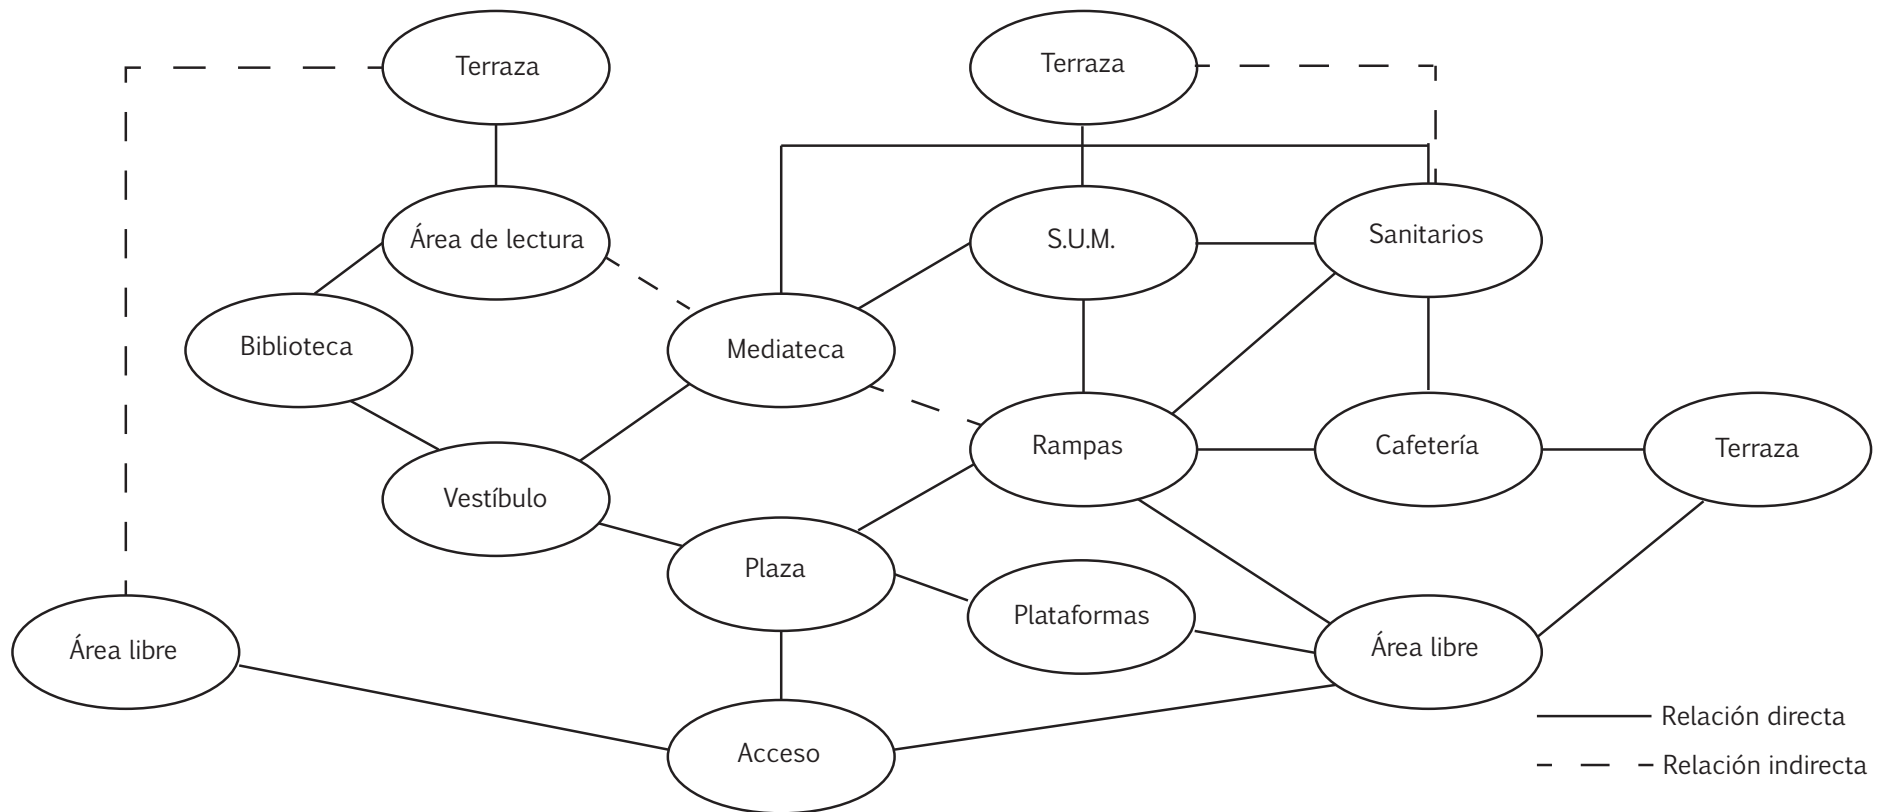 Terraza
Terraza
Área de lectura
S.U.M.
Sanitarios
Biblioteca
Mediateca
Rampas
Cafetería
Terraza
Vestíbulo
Plaza
Plataformas
Área libre
Área libre
Acceso
Relación directa
Relación indirecta